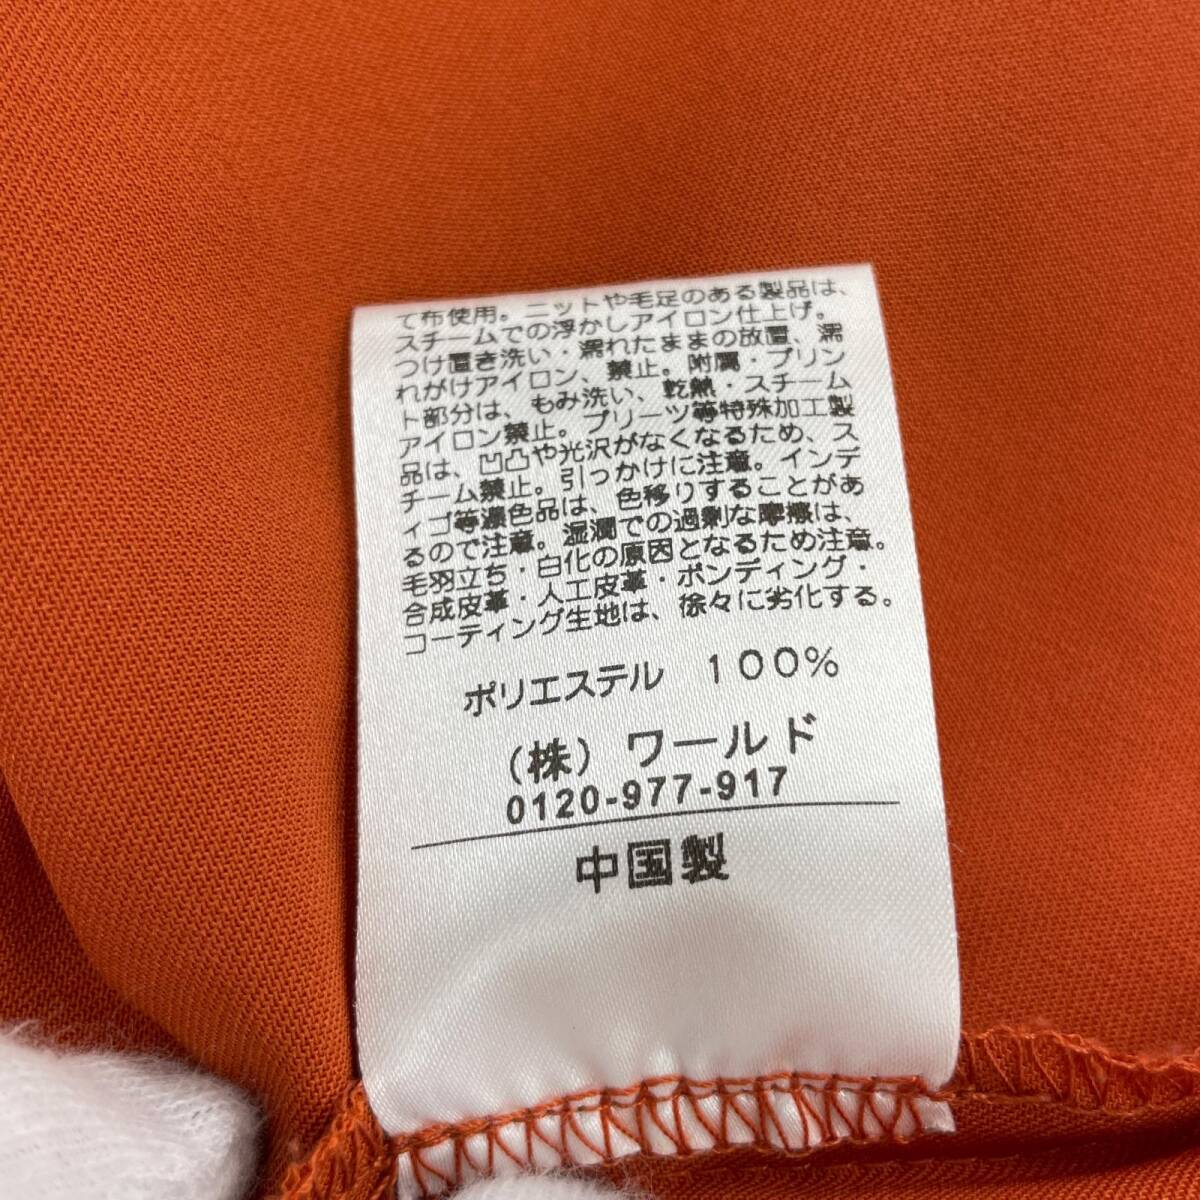 て布使用。ニットや毛足のある製品は、
スチームでの浮かしアイロン仕上げ。
つけ置き洗い・濡れたままの放置、濡
れがけアイロン、禁止。附属・プリン
ト部分は、もみ洗い、乾熱・スチーム
アイロン禁止。プリーツ等特殊加工製
品は、凹凸や光沢がなくなるため、ス
チーム禁止。引っかけに注意。インデ
ィゴ等濃色品は、色移りすることがあ
るので注意。湿潤での過剰な摩擦は、
毛羽立ち・白化の原因となるため注意。
合成皮革・人工皮革・ボンディング・
コーティング生地は、徐々に劣化する。
ポリエステル 100%
(株) ワールド
0120-977-917
中国製